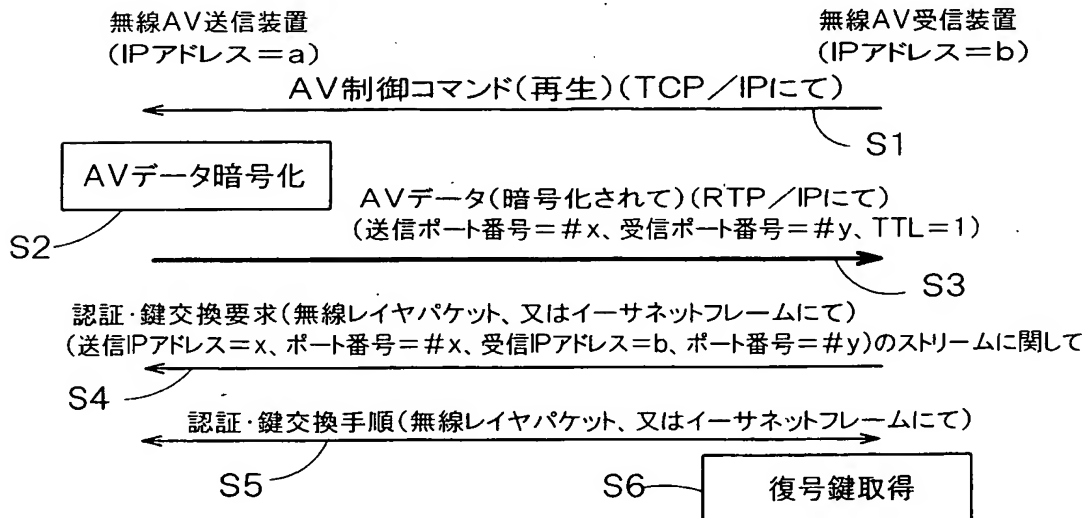 無線AV送信装置
(IPアドレス=a)
無線AV受信装置
(IPアドレス=b)
AV制御コマンド(再生)(TCP/IPにて)
S1
AVデータ暗号化
S2
AVデータ(暗号化されて)(RTP/IPにて)
(送信ポート番号=#x、受信ポート番号=#y、TTL=1)
S3
認証・鍵交換要求(無線レイヤパケット、又はイーサネットフレームにて)
(送信IPアドレス=x、ポート番号=#x、受信IPアドレス=b、ポート番号=#y)のストリームに関して
S4
認証・鍵交換手順(無線レイヤパケット、又はイーサネットフレームにて)
S5
S6
復号鍵取得